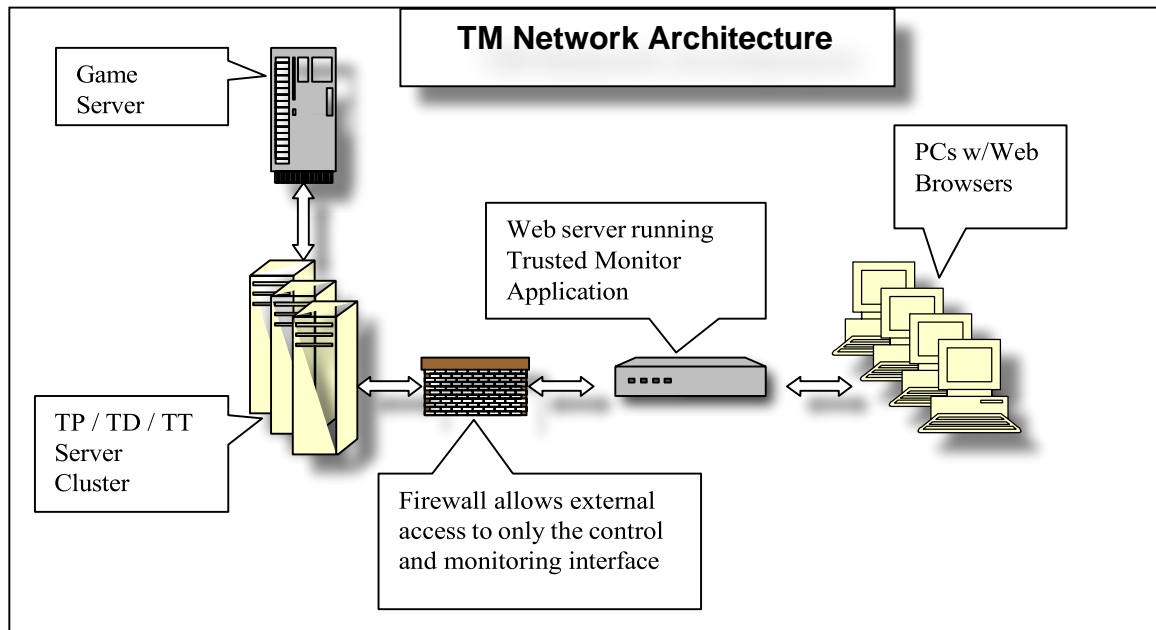 TM Network Architecture
Game
Server
PCs w/Web
Browsers
Web server running
Trusted Monitor
Application
TP / TD / TT
Server
Cluster
Firewall allows external
access to only the control
and monitoring interface